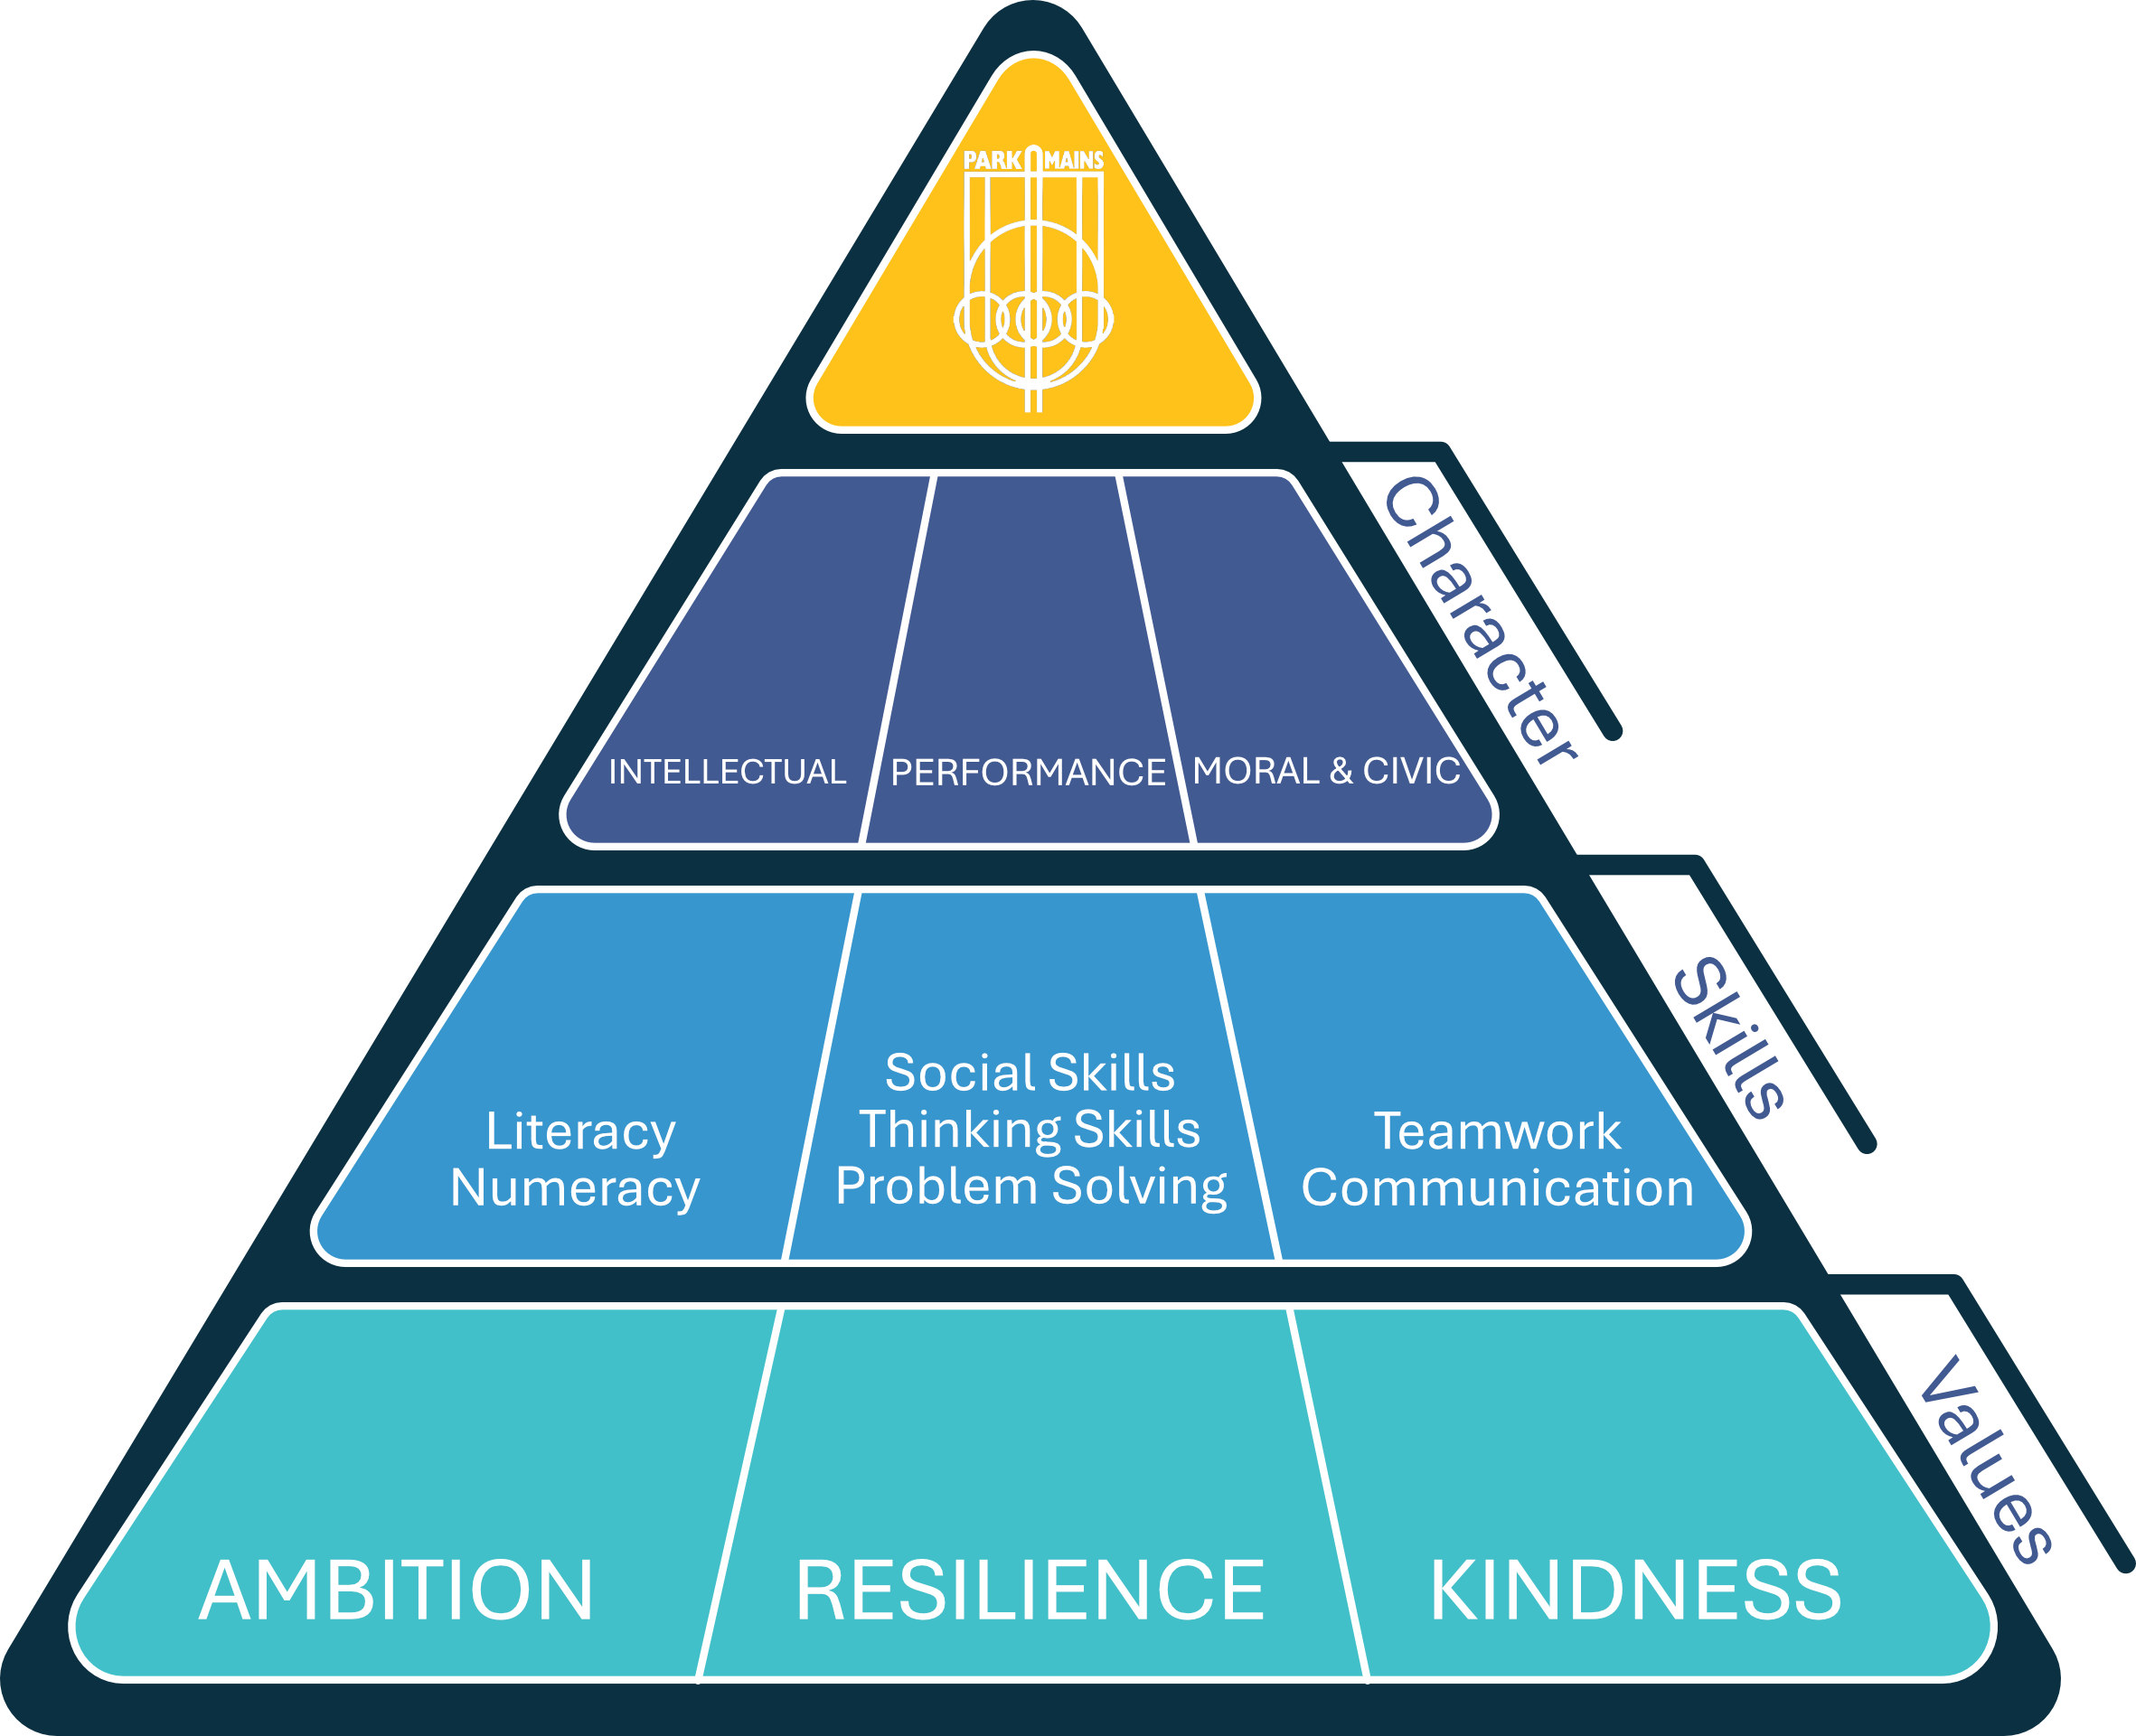 PARK MAINS
Character
INTELLECTUAL
PERFORMANCE
MORAL & CIVIC
Skills
Literacy
Numeracy
Social Skills
Thinking Skills
Problem Solving
Teamwork
Communication
Values
AMBITION
RESILIENCE
KINDNESS